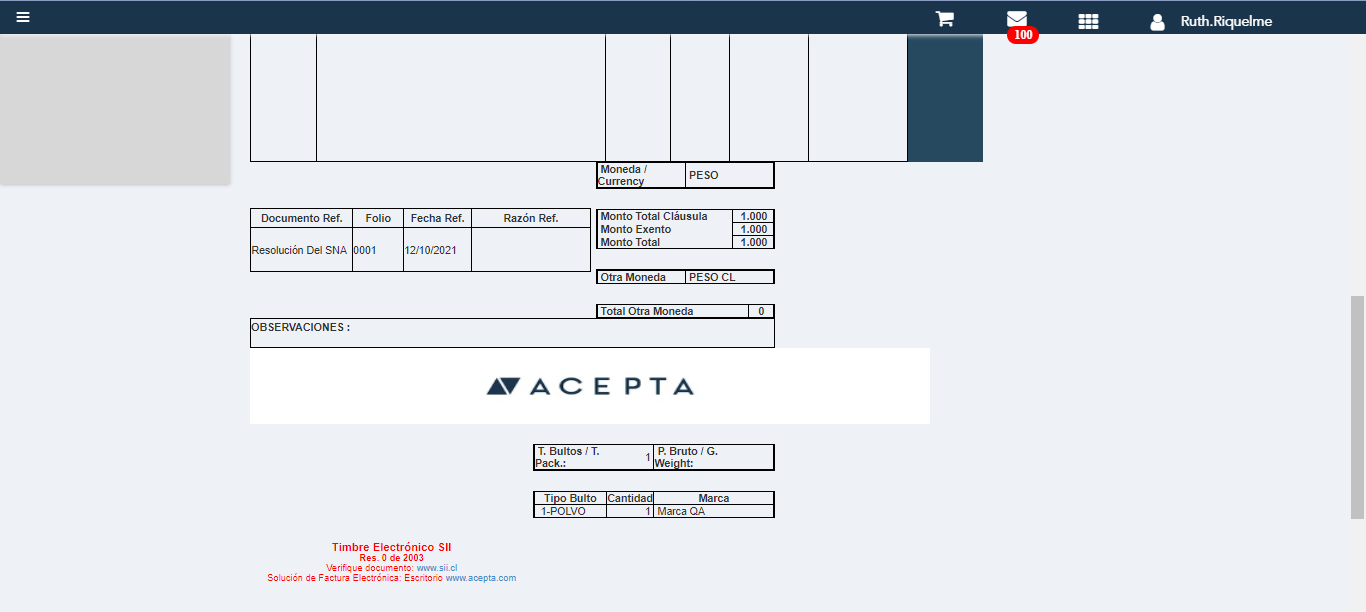 Ruth.Riquelme
100
Moneda /
Currency
PESO
Documento Ref.
Folio
Fecha Ref.
Razón Ref.
Resolución Del SNA
0001
12/10/2021
Monto Total Cláusula 1.000
Monto Exento 1.000
Monto Total 1.000
Otra Moneda PESO CL
Total Otra Moneda 0
OBSERVACIONES :
ACEPTA
T. Bultos / T.
Pack.:
1
P. Bruto / G.
Weight:
Tipo Bulto Cantidad Marca
1-POLVO 1 Marca QA
Timbre Electrónico SII
Res. 0 de 2003
Verifique documento: www.sii.cl
Solución de Factura Electrónica: Escritorio www.acepta.com